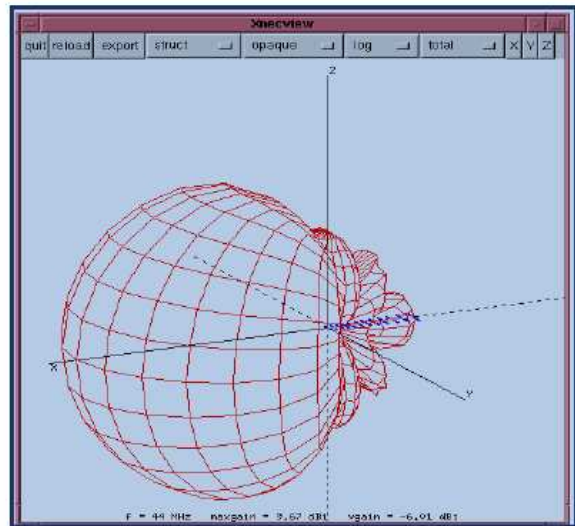 Xnecview
quit reload export struct opaque log total X Y Z
Z
X
Y
f = 44 MHz maxgain = 9.67 dBi vgain = -6.01 dBi